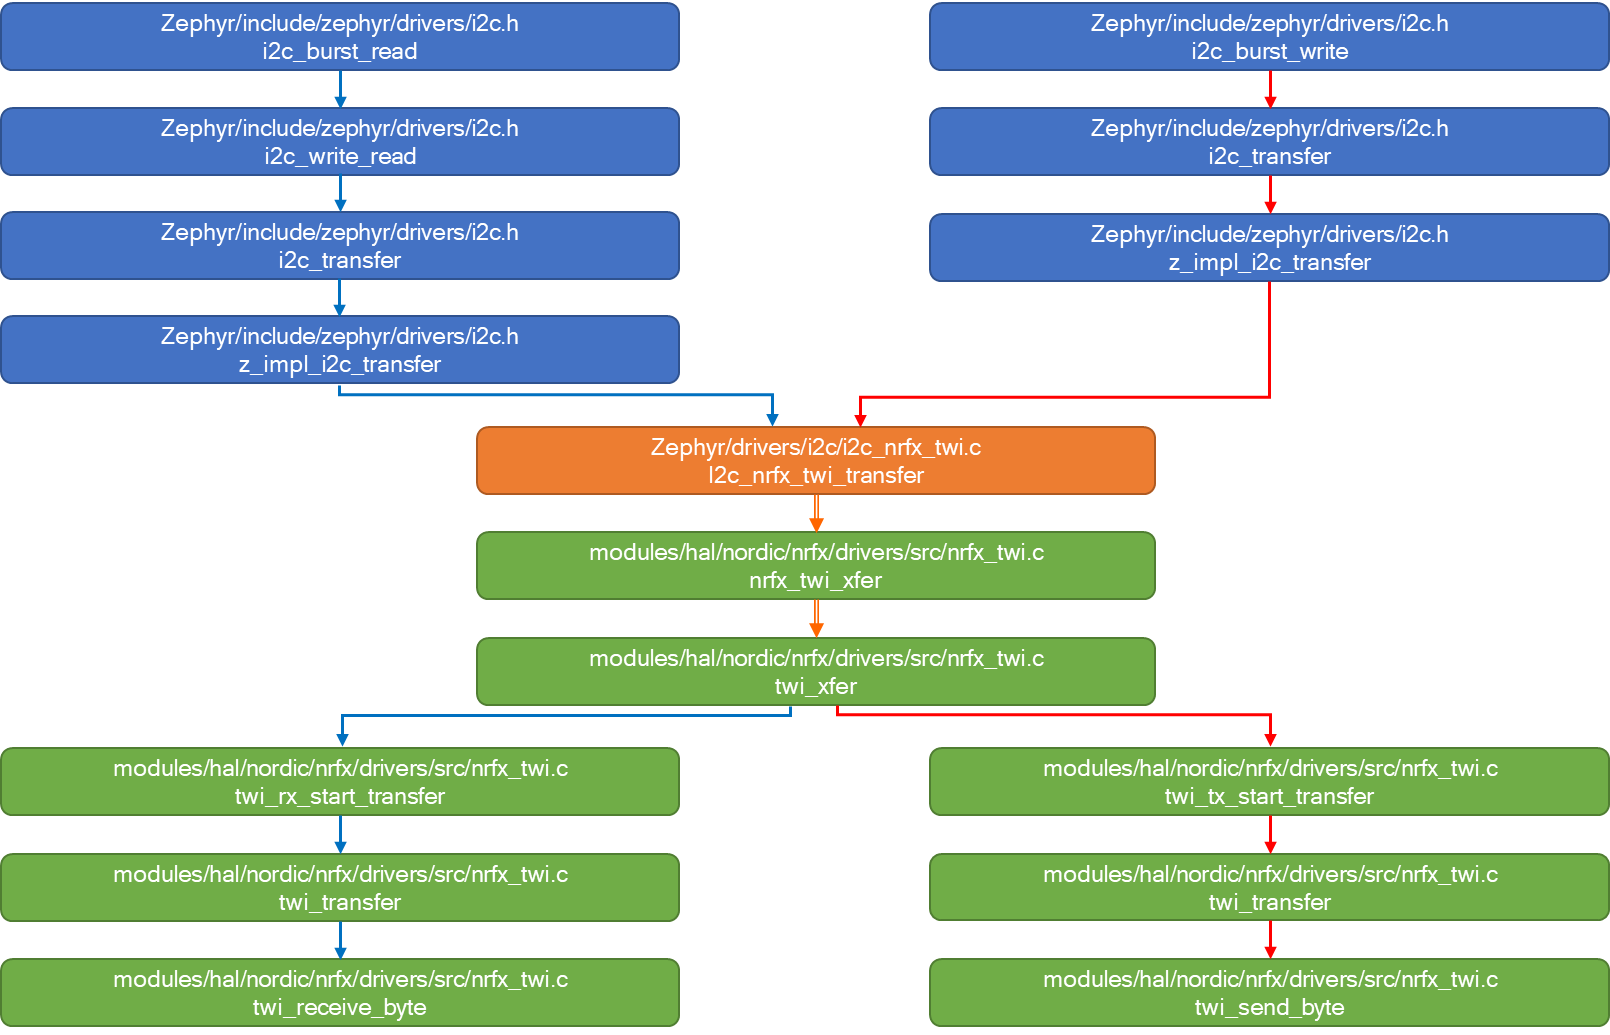 Zephyr/include/zephyr/drivers/i2c.h
i2c_burst_read
Zephyr/include/zephyr/drivers/i2c.h
i2c_burst_write
Zephyr/include/zephyr/drivers/i2c.h
i2c_write_read
Zephyr/include/zephyr/drivers/i2c.h
i2c_transfer
Zephyr/include/zephyr/drivers/i2c.h
i2c_transfer
Zephyr/include/zephyr/drivers/i2c.h
z_impl_i2c_transfer
Zephyr/include/zephyr/drivers/i2c.h
z_impl_i2c_transfer
Zephyr/drivers/i2c/i2c_nrfx_twi.c
I2c_nrfx_twi_transfer
modules/hal/nordic/nrfx/drivers/src/nrfx_twi.c
nrfx_twi_xfer
modules/hal/nordic/nrfx/drivers/src/nrfx_twi.c
twi_xfer
modules/hal/nordic/nrfx/drivers/src/nrfx_twi.c
twi_rx_start_transfer
modules/hal/nordic/nrfx/drivers/src/nrfx_twi.c
twi_tx_start_transfer
modules/hal/nordic/nrfx/drivers/src/nrfx_twi.c
twi_transfer
modules/hal/nordic/nrfx/drivers/src/nrfx_twi.c
twi_transfer
modules/hal/nordic/nrfx/drivers/src/nrfx_twi.c
twi_receive_byte
modules/hal/nordic/nrfx/drivers/src/nrfx_twi.c
twi_send_byte